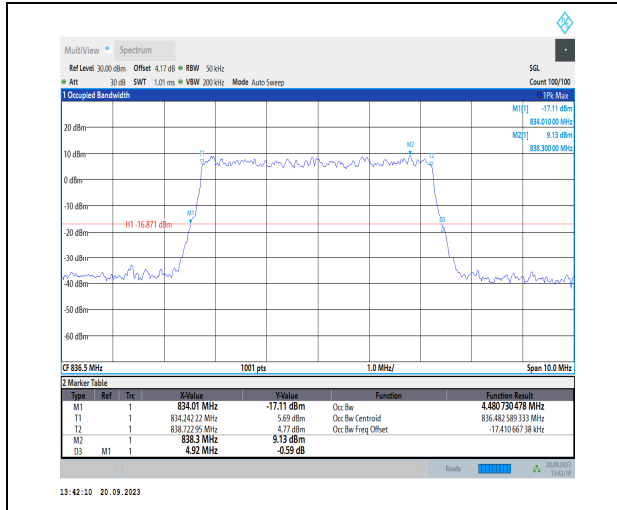 MultiView Spectrum
Ref Level 30.00 dBm Offset 4.17 dB RBW 50 kHz SGL
Att 30 dB SWT 1.01 ms VBW 200 kHz Mode Auto Sweep Count 100/100
1 Occupied Bandwidth 1Pk Max
M1[1] -17.11 dBm
834.01000 MHz
M2[1] 9.13 dBm
838.30000 MHz
20 dBm
M2
T1 T2
10 dBm
0 dBm
-10 dBm
M1
D3
H1 -16.871 dBm
-20 dBm
-30 dBm
-40 dBm
-50 dBm
-60 dBm
CF 836.5 MHz 1001 pts 1.0 MHz/ Span 10.0 MHz
2 Marker Table
Type Ref Trc X-Value Y-Value Function Function Result
M1 1 834.01 MHz -17.11 dBm Occ Bw 4.480 730 478 MHz
T1 1 834.242 22 MHz 5.69 dBm Occ Bw Centroid 836.482 589 333 MHz
T2 1 838.722 95 MHz 4.77 dBm Occ Bw Freq Offset -17.410 667 38 kHz
M2 1 838.3 MHz 9.13 dBm
D3 M1 1 4.92 MHz -0.59 dB
Ready 20.09.2023
13:42:10
13:42:10 20.09.2023